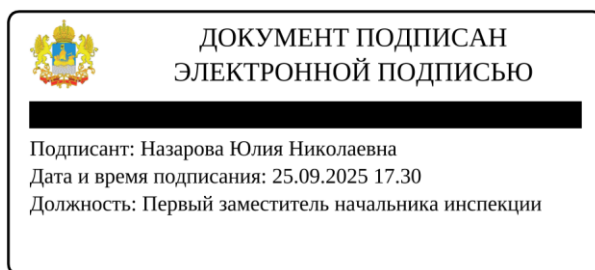 ДОКУМЕНТ ПОДПИСАН
ЭЛЕКТРОННОЙ ПОДПИСЬЮ
Подписант: Назарова Юлия Николаевна
Дата и время подписания: 25.09.2025 17.30
Должность: Первый заместитель начальника инспекции